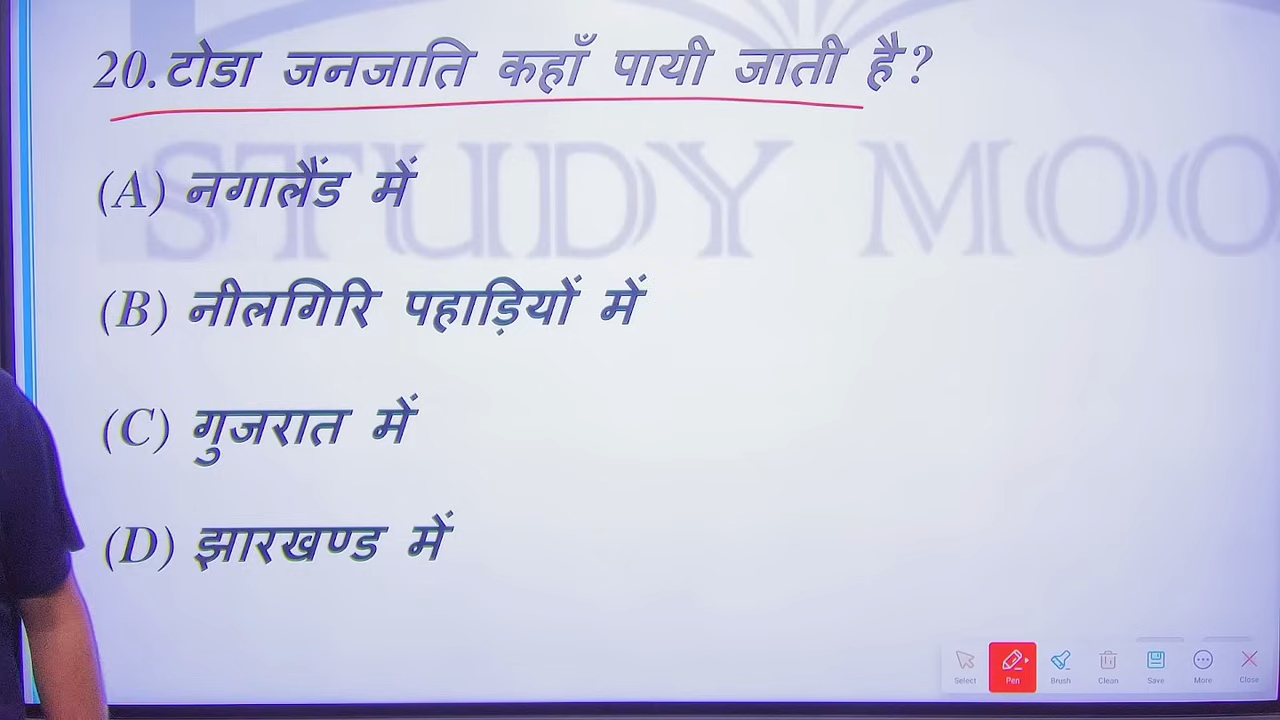 20. टोडा जनजाति कहाँ पायी जाती है?
STUDY MOO
(A) नगालैंड में
(B) नीलगिरि पहाड़ियों में
(C) गुजरात में
(D) झारखण्ड में
Select Pen Brush Clean Save More Close